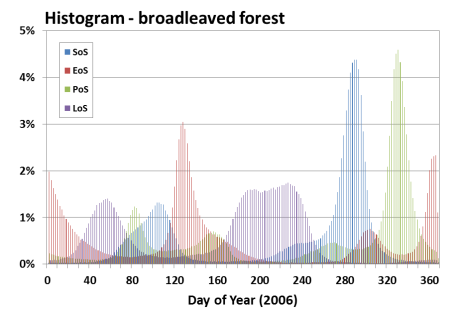 Histogram - broadleaved forest
5%
4%
3%
2%
1%
0%
SoS
EoS
PoS
LoS
0 40 80 120 160 200 240 280 320 360
Day of Year (2006)